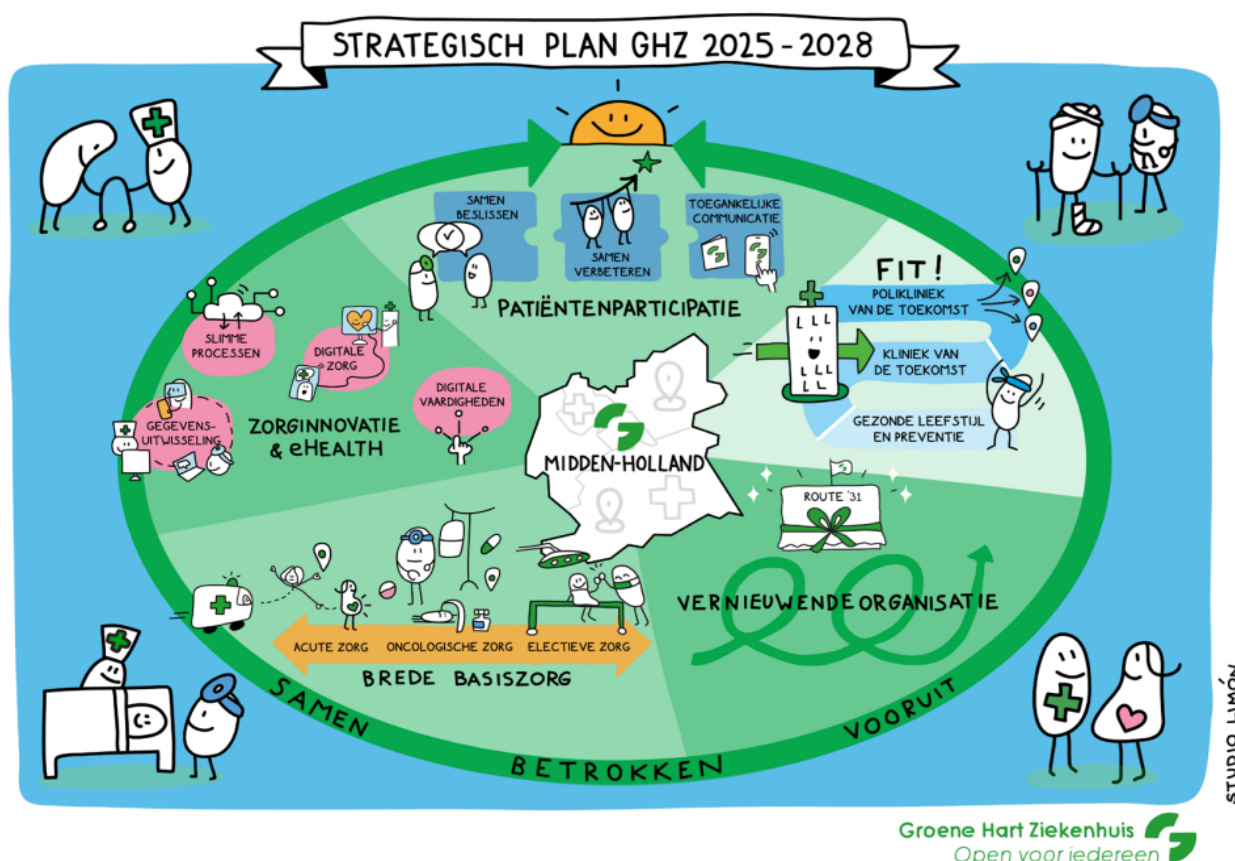 STRATEGISCH PLAN GHZ 2025-2028
SAMEN
BESLISSEN
SAMEN
VERBETEREN
TOEGANKELIJKE
COMMUNICATIE
PATIËNTENPARTICIPATIE
FIT!
POLIKLINIEK
VAN DE TOEKOMST
KLINIEK VAN
DE TOEKOMST
GEZONDE LEEFSTIJL
EN PREVENTIE
SLIMME
PROCESSEN
DIGITALE
ZORG
DIGITALE
VAARDIGHEDEN
GEGEVENS-
UITWISSELING
ZORGINNOVATIE
& eHEALTH
MIDDEN-HOLLAND
ROUTE '31
VERNIEUWENDE ORGANISATIE
ACUTE ZORG
ONCOLOGISCHE ZORG
ELECTIEVE ZORG
BREDE BASISZORG
SAMEN
BETROKKEN
VOORUIT
STUDIO LIMÓN
Groene Hart Ziekenhuis
Open voor iedereen